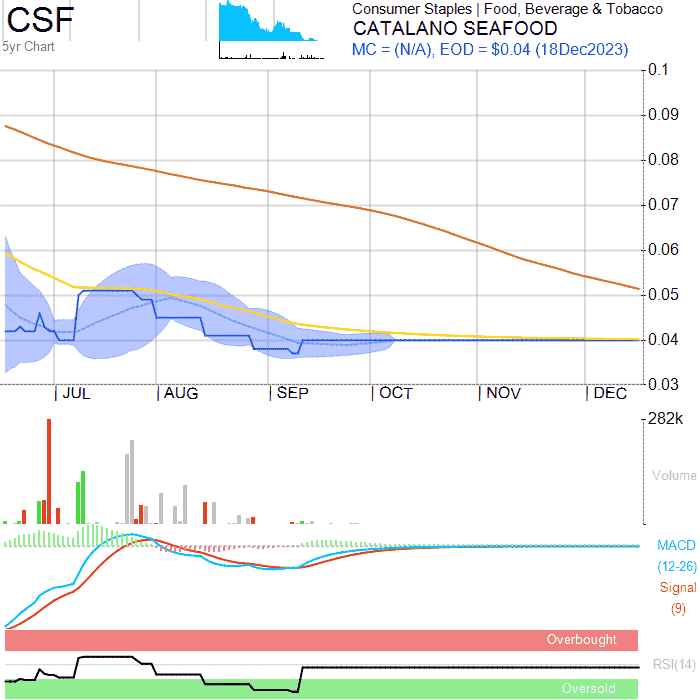 CSF
5yr Chart
Consumer Staples | Food, Beverage & Tobacco
CATALANO SEAFOOD
MC = (N/A), EOD = $0.04 (18Dec2023)
0.1
0.09
0.08
0.07
0.06
0.05
0.04
0.03
| JUL | AUG | SEP | OCT | NOV | DEC
282k
Volume
MACD
(12-26)
Signal
(9)
Overbought
RSI(14)
Oversold